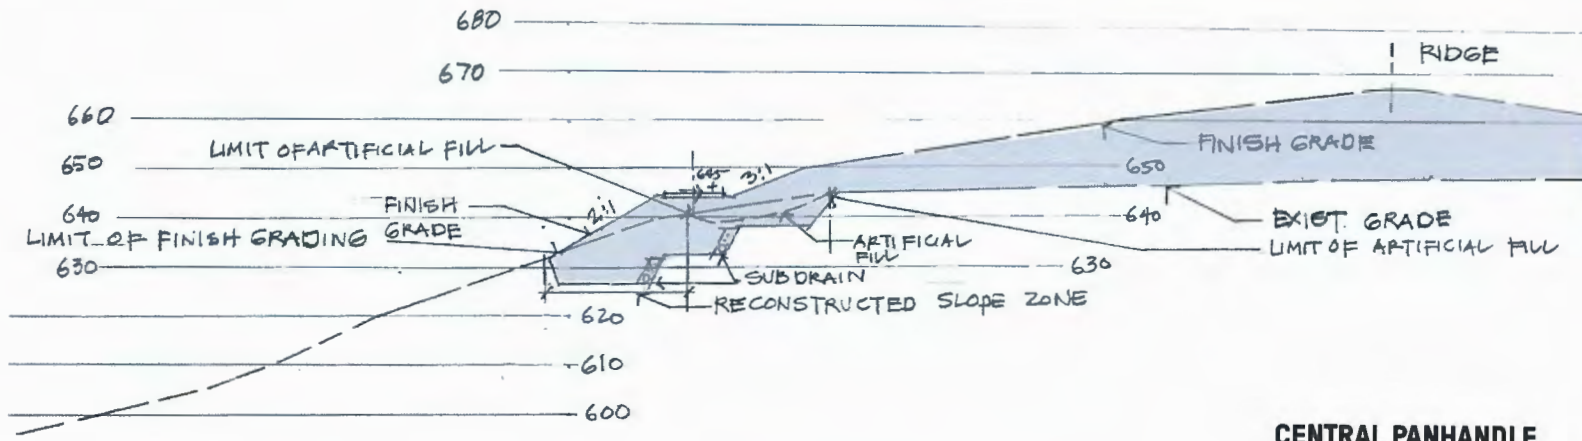 680
670
RIDGE
660
LIMIT OF ARTIFICIAL FILL
FINISH GRADE
650
645
+
3:1
650
FINISH
GRADE
2:1
640
640
EXIST. GRADE
LIMIT OF FINISH GRADING
ARTIFICIAL
FILL
LIMIT OF ARTIFICIAL FILL
630
630
SUBDRAIN
RECONSTRUCTED SLOPE ZONE
620
610
600
CENTRAL PANHANDLE